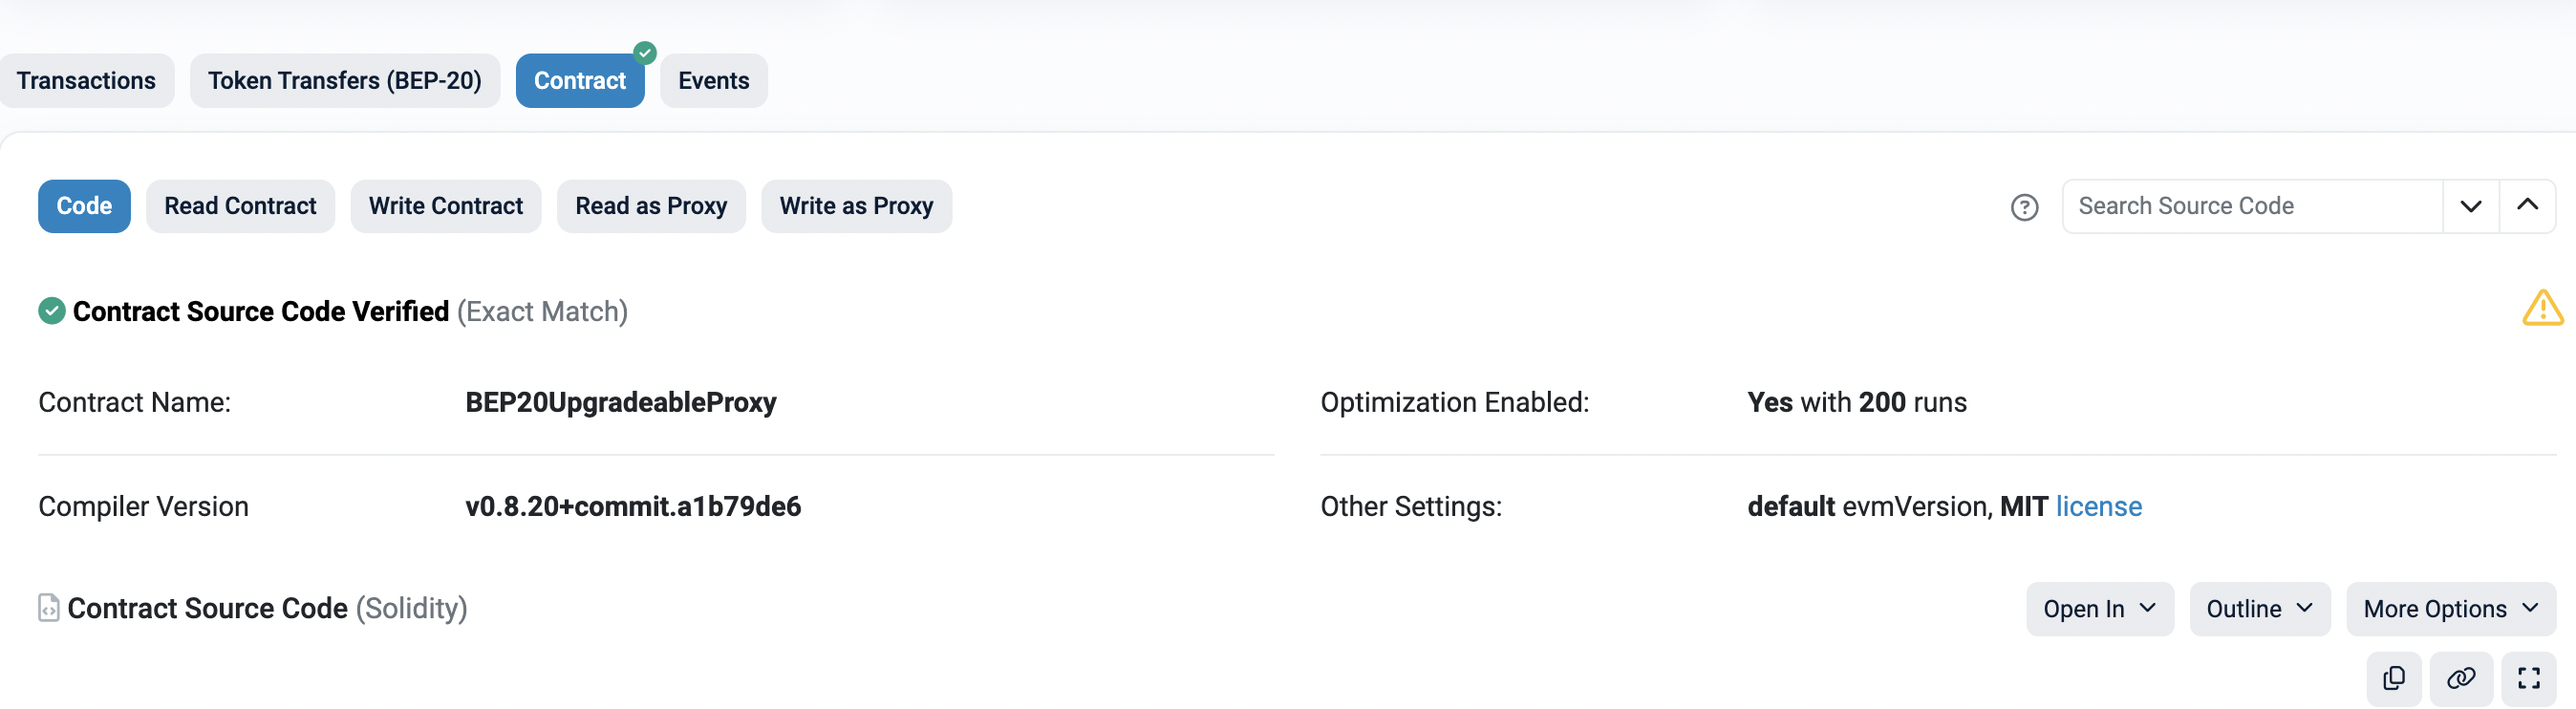 Transactions
Token Transfers (BEP-20)
Contract
Events
Code
Read Contract
Write Contract
Read as Proxy
Write as Proxy
Search Source Code
Contract Source Code Verified (Exact Match)
Contract Name:
BEP20UpgradeableProxy
Optimization Enabled:
Yes with 200 runs
Compiler Version
v0.8.20+commit.a1b79de6
Other Settings:
default evmVersion, MIT license
Contract Source Code (Solidity)
Open In
Outline
More Options